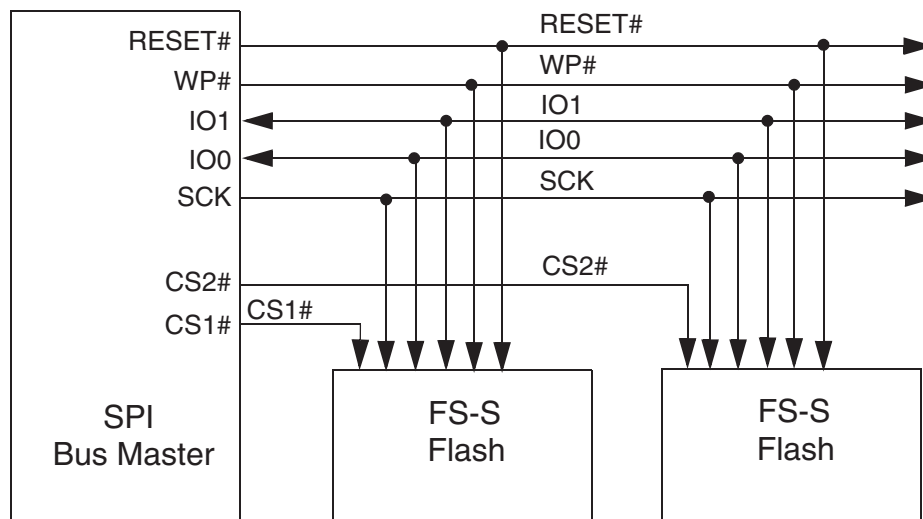 RESET#
RESET#
WP#
WP#
IO1
IO1
IO0
IO0
SCK
SCK
CS2#
CS2#
CS1#
CS1#
SPI
Bus Master
FS-S
Flash
FS-S
Flash